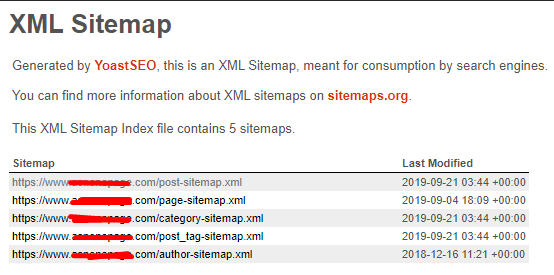 XML Sitemap
Generated by YoastSEO, this is an XML Sitemap, meant for consumption by search engines.
You can find more information about XML sitemaps on sitemaps.org.
This XML Sitemap Index file contains 5 sitemaps.
Sitemap Last Modified
https://www. .com/post-sitemap.xml 2019-09-21 03:44 +00:00
https://www. .com/page-sitemap.xml 2019-09-04 18:09 +00:00
https://www. .com/category-sitemap.xml 2019-09-21 03:44 +00:00
https://www. .com/post_tag-sitemap.xml 2019-09-21 03:44 +00:00
https://www. .com/author-sitemap.xml 2018-12-16 11:21 +00:00